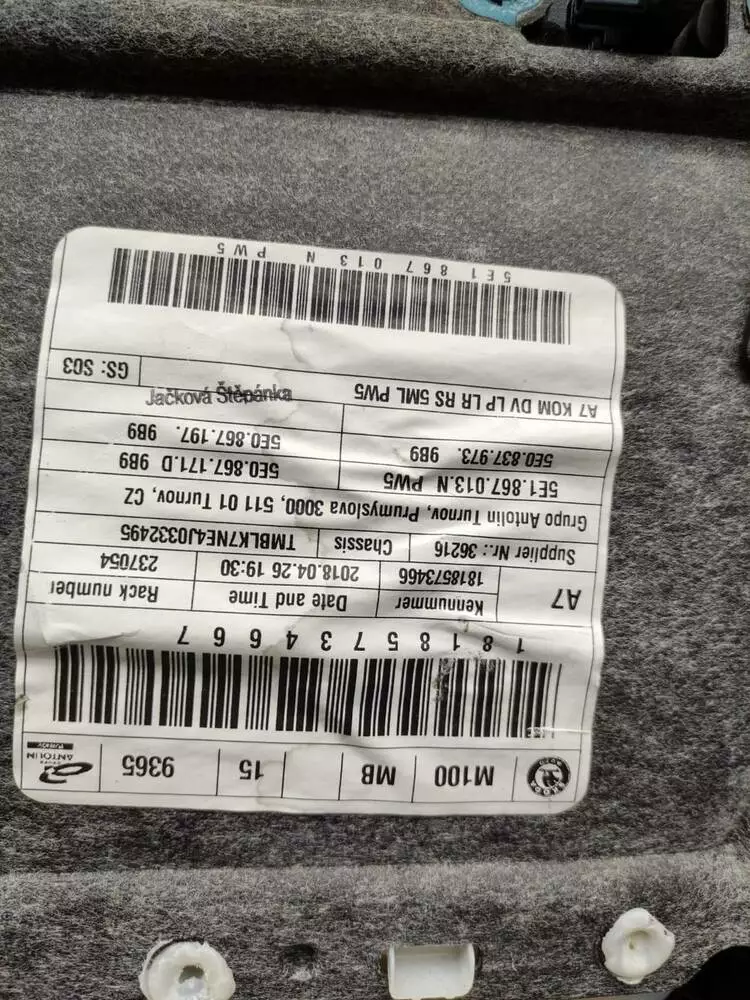 M100 MB 15 9365 ANTOLIN
1 8 1 8 5 7 3 4 6 6 7
A7 Kennummer Date and Time Rack number
1818573466 2018.04.26 19:30 237054
Supplier Nr.: 36216 Chassis TMBLK7NE4J0332495
Grupo Antolin Turnov, Prumyslova 3000, 511 01 Turnov, CZ
5E1.867.013.N PW5 5E0.867.171.D 9B9
5E0.837.973. 9B9 5E0.867.197. 9B9
A7 KOM DV LP LR RS 5ML PW5 Jačková Štěpánka GS: S03
5E1 867 013 N PW5